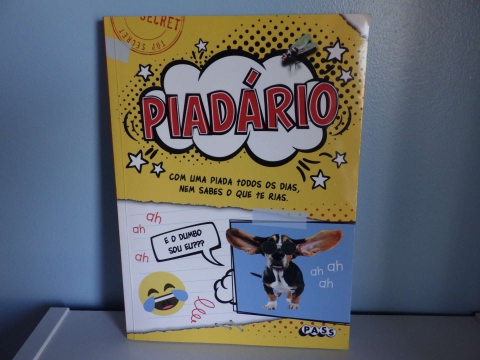 SECRET
TOP SECRET
PIADÁRIO
COM UMA PIADA TODOS OS DIAS,
NEM SABES O QUE TE RIAS.
ah
ah
ah
E O DUMBO
SOU EU???
ah ah
ah
PASS